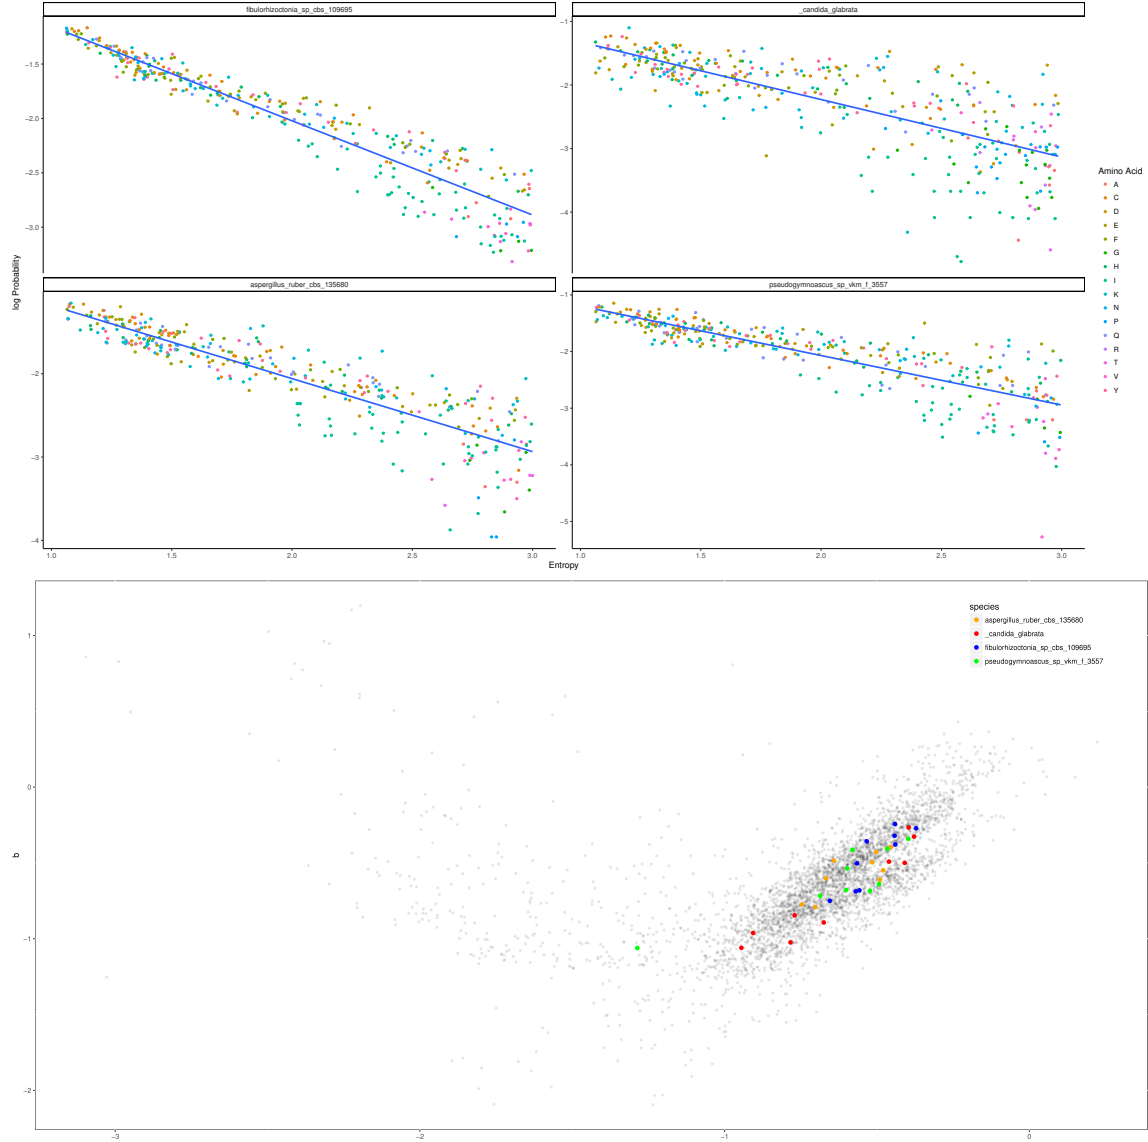 fibulorhizoctonia_sp_cbs_109695
_candida_glabrata
−1.5
−2.0
−2.5
−3.0
−1
−2
−3
−4
aspergillus_ruber_cbs_135680
pseudogymnoascus_sp_vkm_f_3557
−2
−3
−4
−1
−2
−3
−4
−5
1.0 1.5 2.0 2.5 3.0
1.0 1.5 2.0 2.5 3.0
Entropy
log Probability
Amino Acid
A
C
D
E
F
G
H
I
K
N
P
Q
R
T
V
Y
species
aspergillus_ruber_cbs_135680
_candida_glabrata
fibulorhizoctonia_sp_cbs_109695
pseudogymnoascus_sp_vkm_f_3557
1
0
−1
−2
b
−3 −2 −1 0